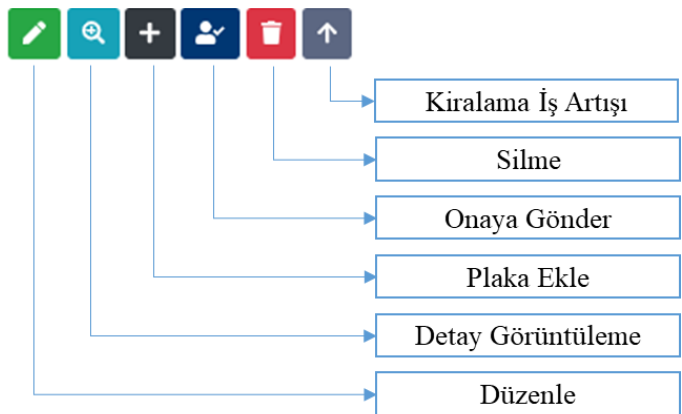 Kiralama İş Artışı
Silme
Onaya Gönder
Plaka Ekle
Detay Görüntüleme
Düzenle